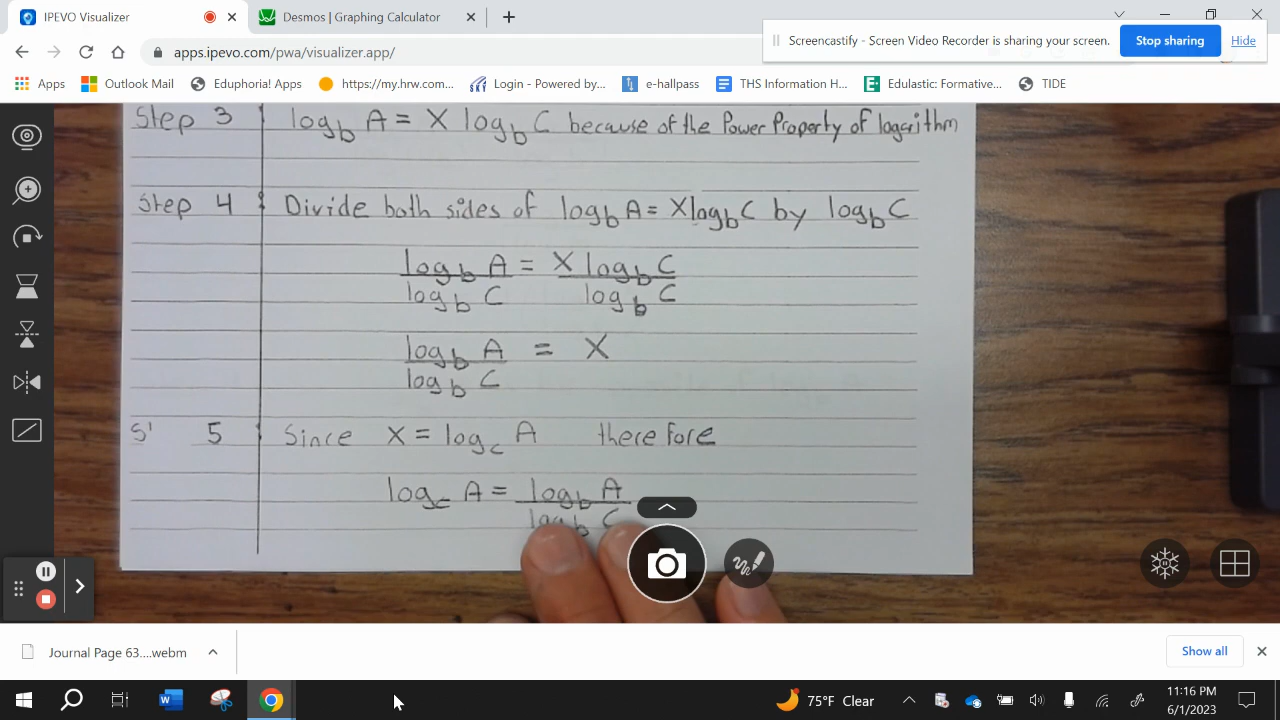 IPEVO Visualizer
Desmos | Graphing Calculator
apps.ipevo.com/pwa/visualizer.app/
Screencastify - Screen Video Recorder is sharing your screen.
Stop sharing
Hide
Apps
Outlook Mail
Eduphoria! Apps
https://my.hrw.com...
Login - Powered by...
e-hallpass
THS Information H...
Edulastic: Formative...
TIDE
Step 3 log_b A = X log_b C because of the Power Property of logarithm
Step 4 Divide both sides of log_b A = X log_b C by log_b C
log_b A = X log_b C
log_b C log_b C
log_b A = X
log_b C
5 Since X = log_c A therefore
log_c A = log_b A
log_b C
Journal Page 63....webm
Show all
75°F Clear
11:16 PM
6/1/2023